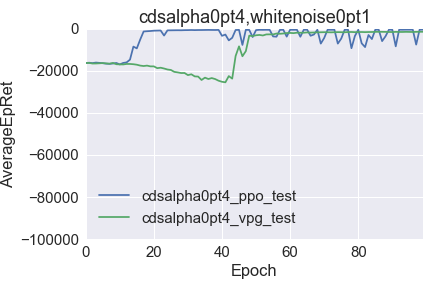 cdsalpha0pt4,whitenoise0pt1
0
−20000
−40000
−60000
−80000
−100000
AverageEpRet
cdsalpha0pt4_ppo_test
cdsalpha0pt4_vpg_test
0 20 40 60 80
Epoch